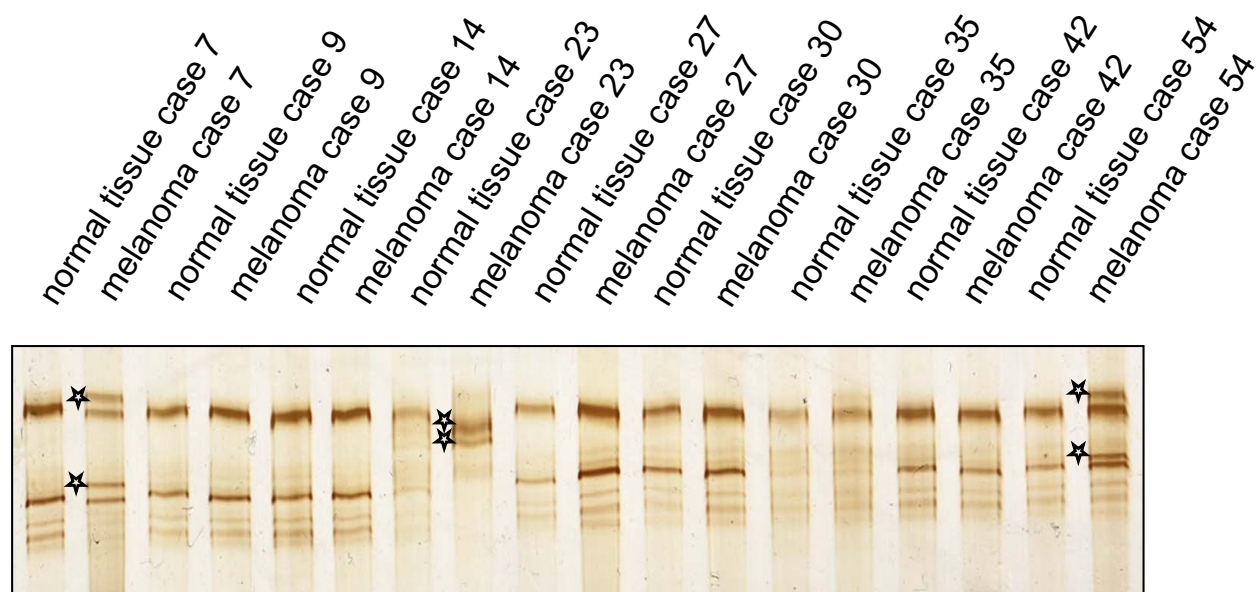 normal tissue case 7
melanoma case 7
normal tissue case 9
melanoma case 9
normal tissue case 14
melanoma case 14
normal tissue case 23
melanoma case 23
normal tissue case 27
melanoma case 27
normal tissue case 30
melanoma case 30
normal tissue case 35
melanoma case 35
normal tissue case 42
melanoma case 42
normal tissue case 54
melanoma case 54